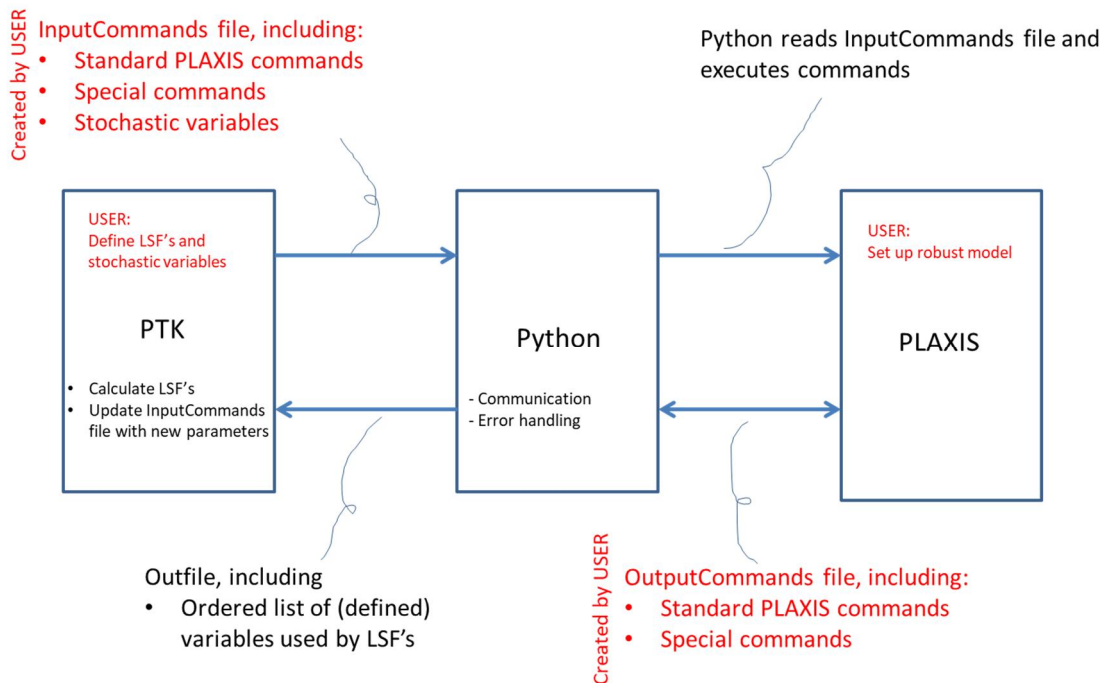 Created by USER
InputCommands file, including:
• Standard PLAXIS commands
• Special commands
• Stochastic variables
Python reads InputCommands file and
executes commands
USER:
Define LSF's and
stochastic variables
PTK
• Calculate LSF's
• Update InputCommands
file with new parameters
Python
- Communication
- Error handling
USER:
Set up robust model
PLAXIS
Outfile, including
• Ordered list of (defined)
variables used by LSF's
Created by USER
OutputCommands file, including:
• Standard PLAXIS commands
• Special commands